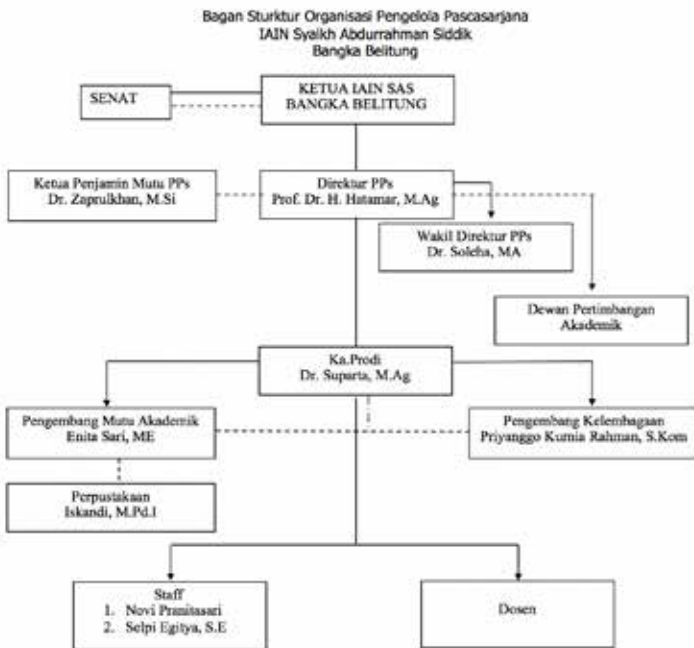 Bagan Sturktur Organisasi Pengelola Pascasarjana
IAIN Syaikh Abdurrahman Siddik
Bangka Belitung
SENAT
KETUA IAIN SAS
BANGKA BELITUNG
Ketua Penjamin Mutu PPs
Dr. Zaprulkhan, M.Si
Direktur PPs
Prof. Dr. H. Hatamar, M.Ag
Wakil Direktur PPs
Dr. Soleha, MA
Dewan Pertimbangan
Akademik
Ka.Prodi
Dr. Suparta, M.Ag
Pengembang Mutu Akademik
Enita Sari, ME
Pengembang Kelembagaan
Priyanggo Kurnia Rahman, S.Kom
Perpustakaan
Iskandi, M.Pd.I
Staff
1. Novi Pranitasari
2. Selpi Egitya, S.E
Dosen